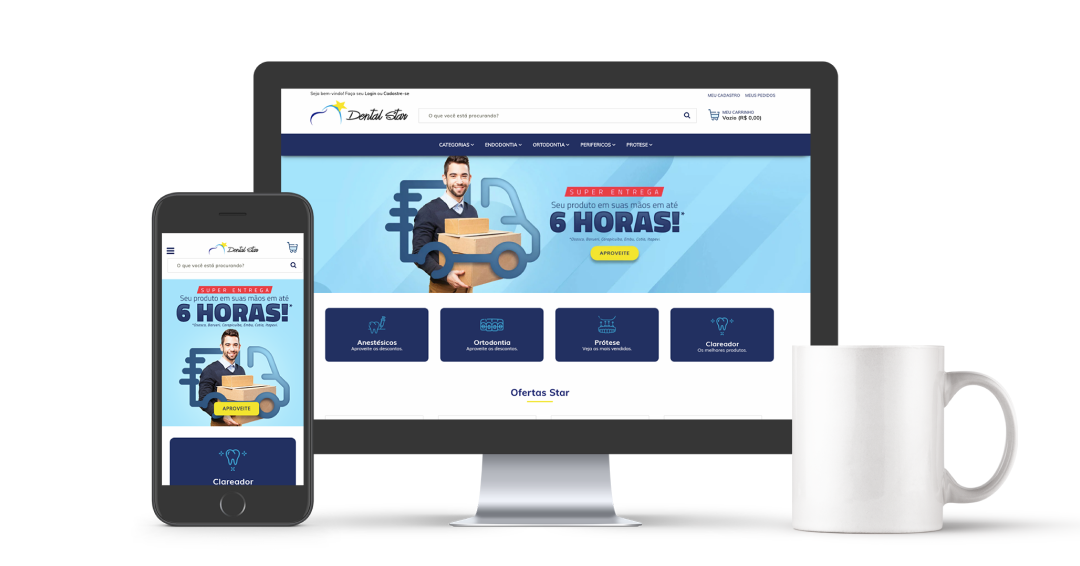 Seja bem vindo! Faça seu Login ou Cadastre-se
MEU CADASTRO MEUS PEDIDOS
Dental Star
O que você está procurando?
MEU CARRINHO
Vazio (R$ 0,00)
CATEGORIAS ENDODONTIA ORTODONTIA PERIFERICOS PROTESE
SUPER ENTREGA
Seu produto em suas mãos em até
6 HORAS!*
*Osasco, Barueri, Carapicuíba, Embu, Cotia, Itapevi.
APROVEITE
Anestésicos
Aproveite os descontos.
Ortodontia
Aproveite os descontos.
Prótese
Veja os mais vendidos.
Clareador
Os melhores produtos.
Ofertas Star
Dental Star
O que você está procurando?
SUPER ENTREGA
Seu produto em suas mãos em até
6 HORAS!*
*Osasco, Barueri, Carapicuíba, Embu, Cotia, Itapevi.
APROVEITE
Clareador